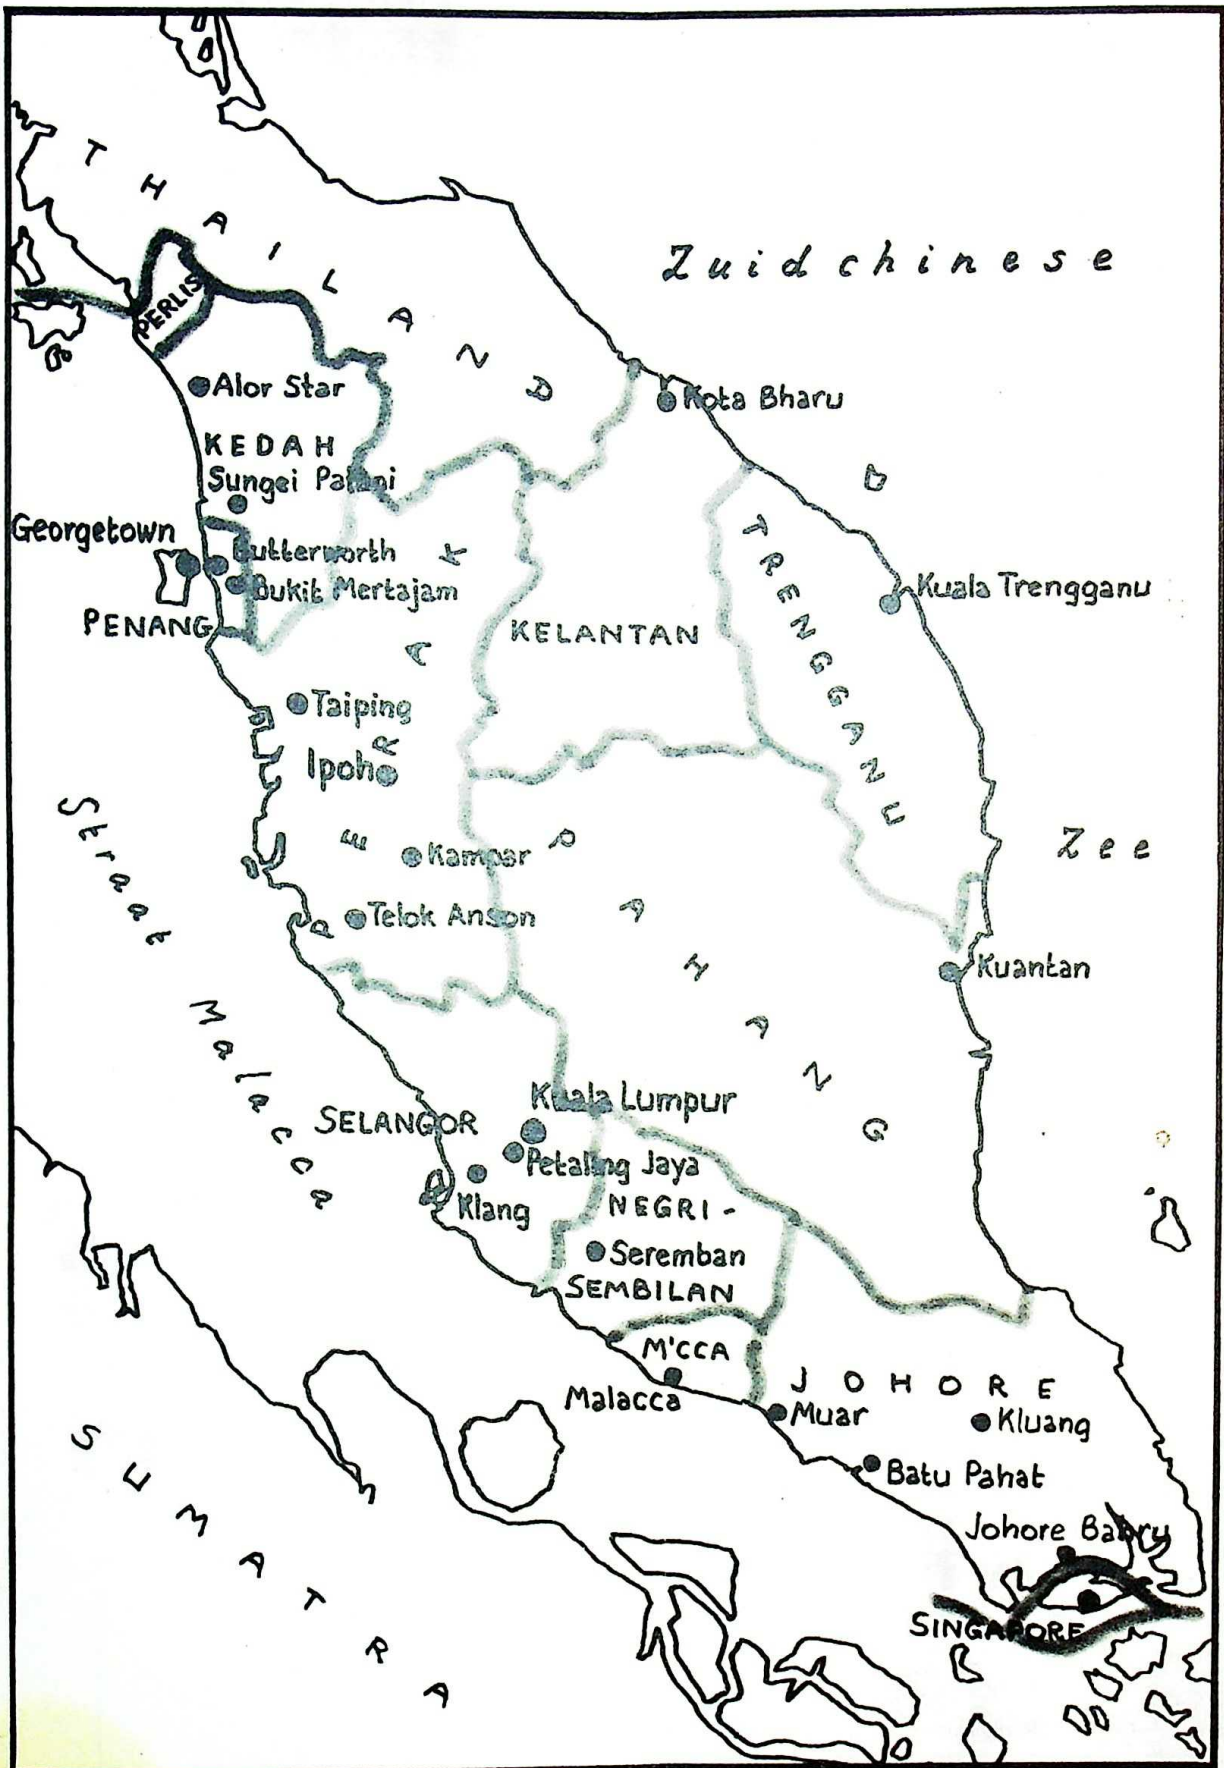 THAILAND
Zuidchinese
PERLIS
Alor Star
Kota Bharu
KEDAH
Sungei Patani
Georgetown
Butterworth
Bukit Mertajam
PENANG
KELANTAN
TRENGGANU
Kuala Trengganu
Taiping
Ipoh
PERAK
Kampar
Telok Anson
Zee
Straat Malacca
PAHANG
Kuantan
Kuala Lumpur
SELANGOR
Petaling Jaya
Klang
NEGRI-
Seremban
SEMBILAN
M'CCA
Malacca
JOHORE
Muar
Kluang
Batu Pahat
Johore Bahru
SINGAPORE
SUMATRA